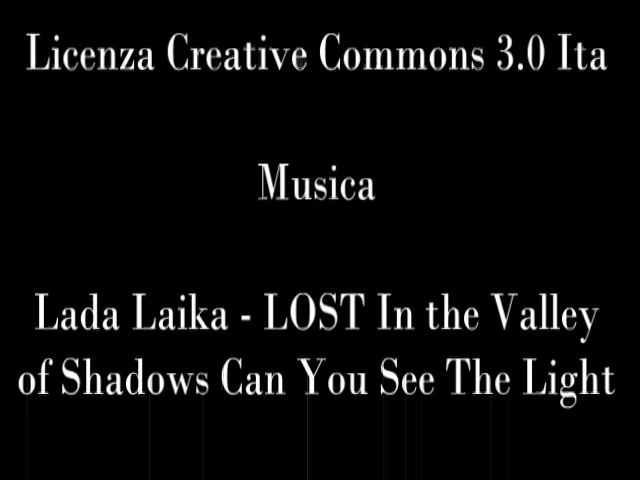 Licenza Creative Commons 3.0 Ita
Musica
Lada Laika - LOST In the Valley
of Shadows Can You See The Light